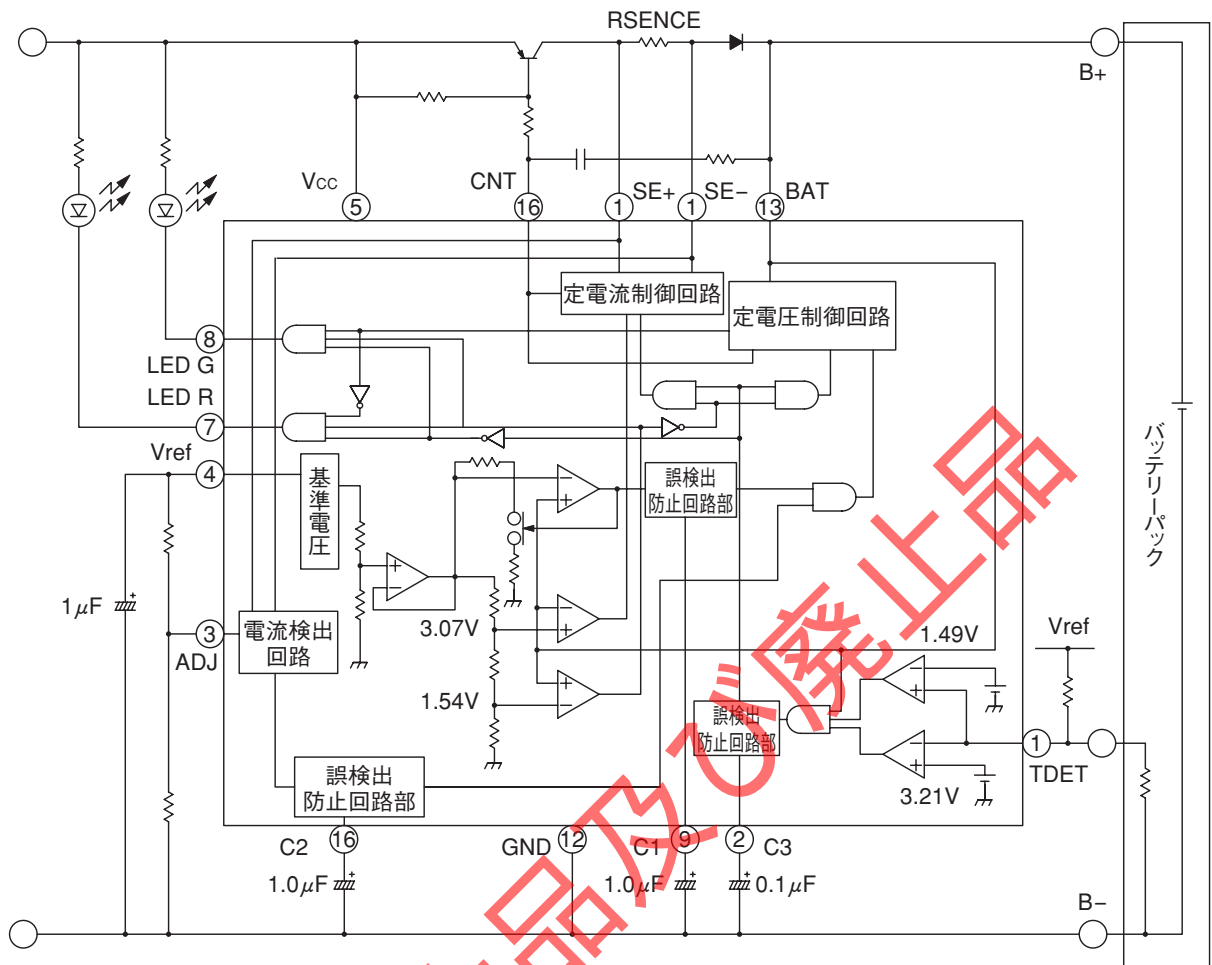 RSENCE
B+
VCC
CNT
SE+
SE−
BAT
5
16
1
1
13
定電流制御回路
定電圧制御回路
8
LED G
LED R
7
Vref
4
基準電圧
誤検出
防止回路部
バッテリーパック
1μF
3
ADJ
電流検出
回路
3.07V
1.54V
1.49V
Vref
誤検出
防止回路部
1
TDET
3.21V
誤検出
防止回路部
16
C2
GND
12
C1
9
2
C3
1.0μF
1.0μF
0.1μF
B−
品及び廃止品